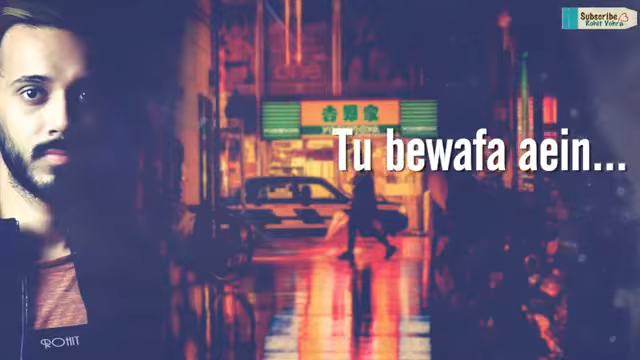 Subscribe
Rohit Vohra
吉野家
Tu bewafa aein...
ROHIT